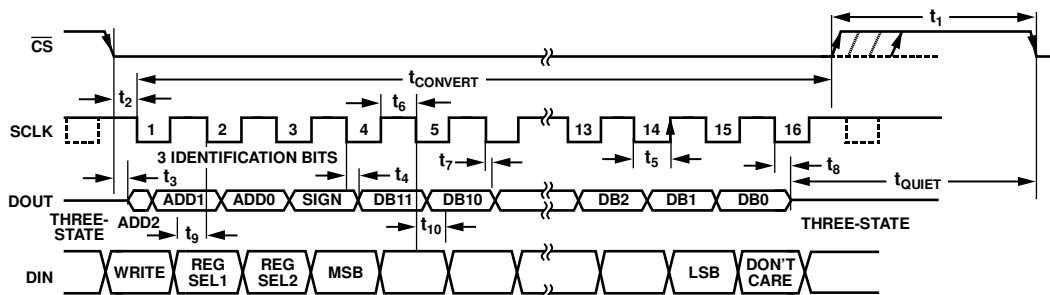 t1
CS
tCONVERT
t2
t6
SCLK
1 2 3 4 5 13 14 15 16
3 IDENTIFICATION BITS
t7
t5
t8
t3
t4
tQUIET
DOUT
ADD1 ADD0 SIGN DB11 DB10 DB2 DB1 DB0
THREE-STATE
ADD2
THREE-STATE
t9
t10
DIN
WRITE
REG SEL1
REG SEL2
MSB
LSB
DON'T CARE